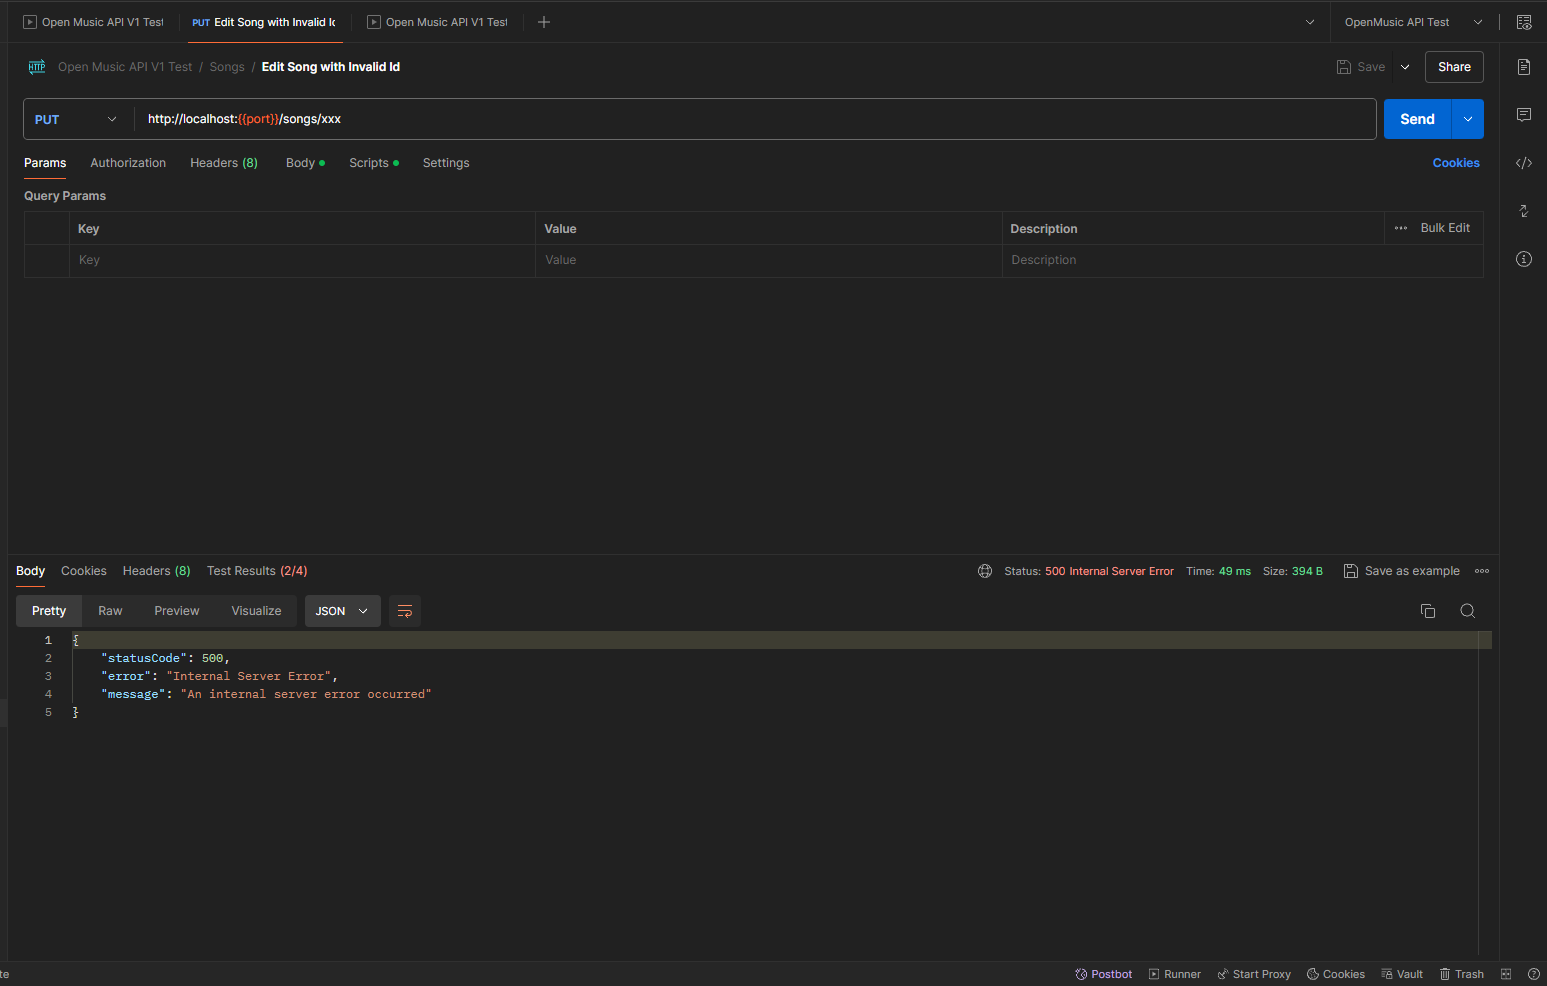 Open Music API V1 Test
PUT Edit Song with Invalid Ic
Open Music API V1 Test
OpenMusic API Test
HTTP Open Music API V1 Test / Songs / Edit Song with Invalid Id
Save
Share
PUT
http://localhost:{{port}}/songs/xxx
Send
Params Authorization Headers (8) Body Scripts Settings
Cookies
Query Params
Key Value Description ··· Bulk Edit
Key Value Description
Body Cookies Headers (8) Test Results (2/4)
Status: 500 Internal Server Error Time: 49 ms Size: 394 B Save as example
Pretty Raw Preview Visualize JSON
1 {
2 "statusCode": 500,
3 "error": "Internal Server Error",
4 "message": "An internal server error occurred"
5 }
te
Postbot Runner Start Proxy Cookies Vault Trash